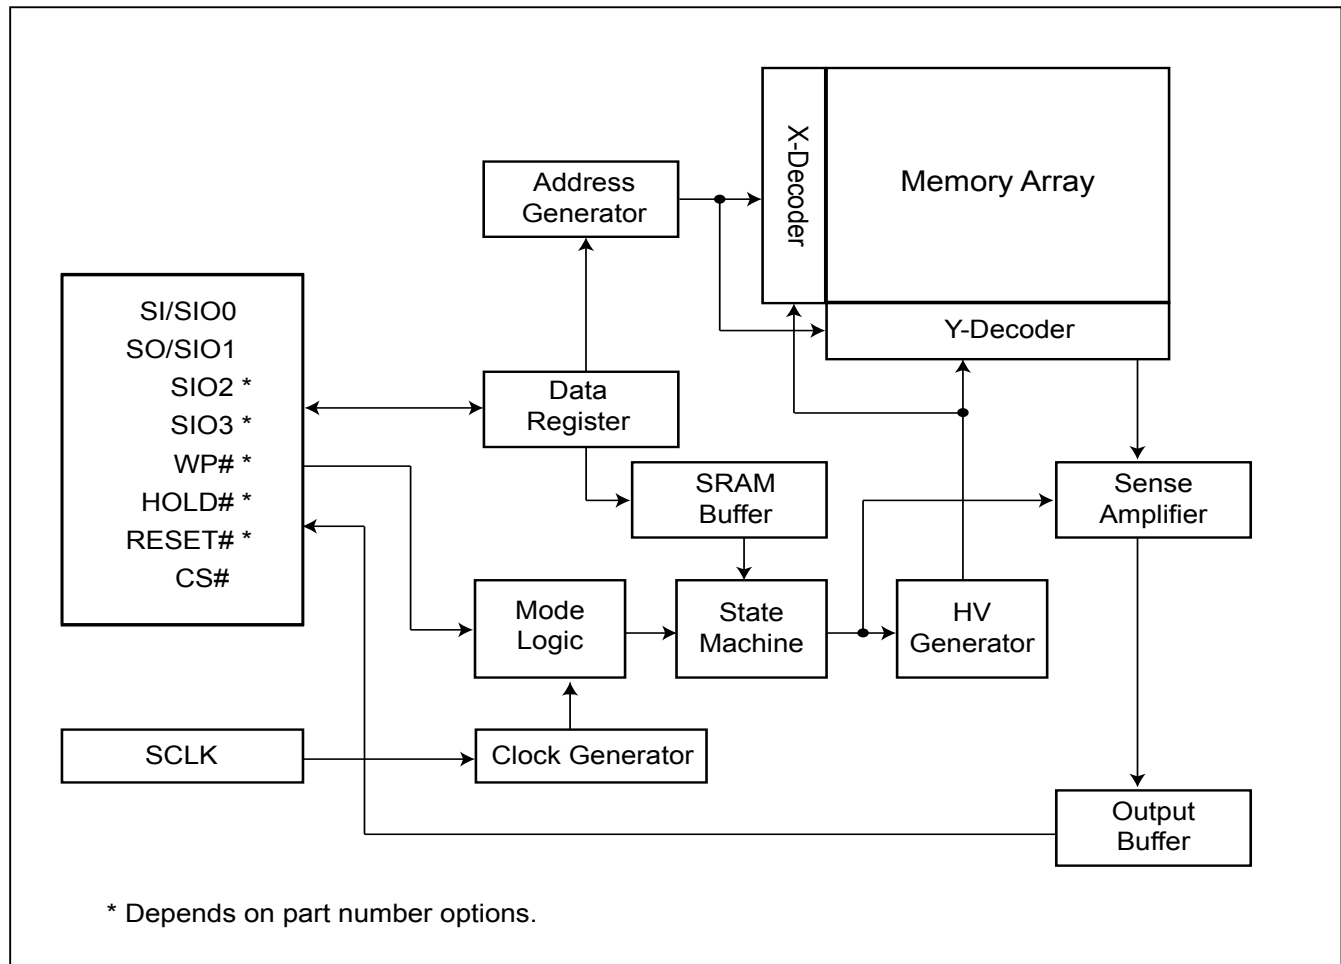 X-Decoder
Memory Array
Address
Generator
SI/SIO0
SO/SIO1
SIO2 *
SIO3 *
WP# *
HOLD# *
RESET# *
CS#
Y-Decoder
Data
Register
SRAM
Buffer
Sense
Amplifier
Mode
Logic
State
Machine
HV
Generator
SCLK
Clock Generator
Output
Buffer
* Depends on part number options.